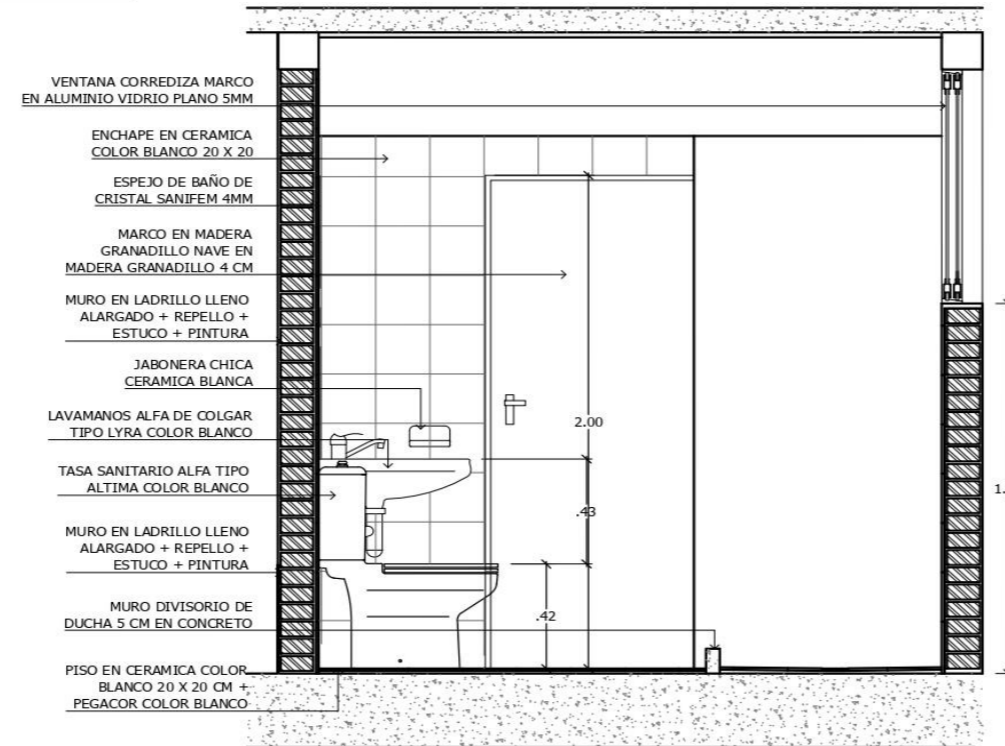 VENTANA CORREDIZA MARCO
EN ALUMINIO VIDRIO PLANO 5MM
ENCHAPE EN CERAMICA
COLOR BLANCO 20 X 20
ESPEJO DE BAÑO DE
CRISTAL SANIFEM 4MM
MARCO EN MADERA
GRANADILLO NAVE EN
MADERA GRANADILLO 4 CM
MURO EN LADRILLO LLENO
ALARGADO + REPELLO +
ESTUCO + PINTURA
JABONERA CHICA
CERAMICA BLANCA
LAVAMANOS ALFA DE COLGAR
TIPO LYRA COLOR BLANCO
TASA SANITARIO ALFA TIPO
ALTIMA COLOR BLANCO
MURO EN LADRILLO LLENO
ALARGADO + REPELLO +
ESTUCO + PINTURA
MURO DIVISORIO DE
DUCHA 5 CM EN CONCRETO
PISO EN CERAMICA COLOR
BLANCO 20 X 20 CM +
PEGACOR COLOR BLANCO
2.00
.43
.42